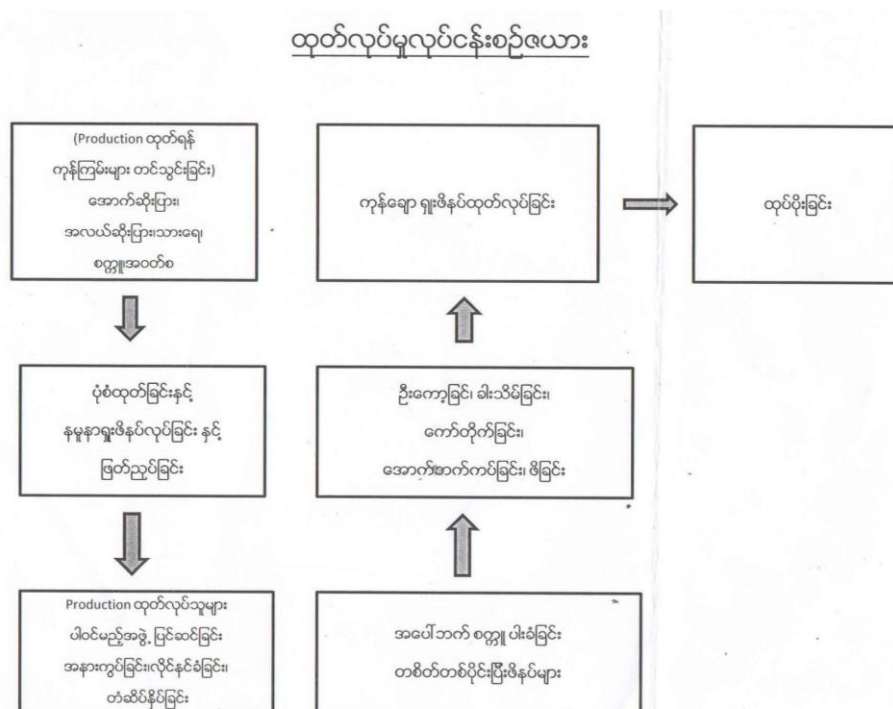 ထုတ်လုပ်မှုလုပ်ငန်းစဉ်ဇယား
(Production ထုတ်ရန်
ကုန်ကြမ်းများ တင်သွင်းခြင်း)
အောက်ဆိုးပြား၊
အလယ်ဆိုးပြား၊သားရေ၊
စက္ကူ၊အဝတ်စ
ပုံစံထုတ်ခြင်းနှင့်
နမူနာရှူးဖိနပ်လုပ်ခြင်း နှင့်
ဖြတ်ညှပ်ခြင်း
Production ထုတ်လုပ်သူများ
ပါဝင်မည့်အဖွဲ့ ပြင်ဆင်ခြင်း
အနားကွပ်ခြင်း၊လိုင်နင်ခံခြင်း၊
တံဆိပ်နှိပ်ခြင်း
အပေါ်ဘက် စက္ကူ ပါးခံခြင်း
တစိတ်တစ်ပိုင်းပြီးဖိနပ်များ
ဦးကော့ခြင်၊ ခါးသိမ်ခြင်း၊
ကော်တိုက်ခြင်း၊
အောက်ဖာက်ကပ်ခြင်း၊ ဖိခြင်း
ကုန်ချော ရှူးဖိနပ်ထုတ်လုပ်ခြင်း
ထုပ်ပိုးခြင်း